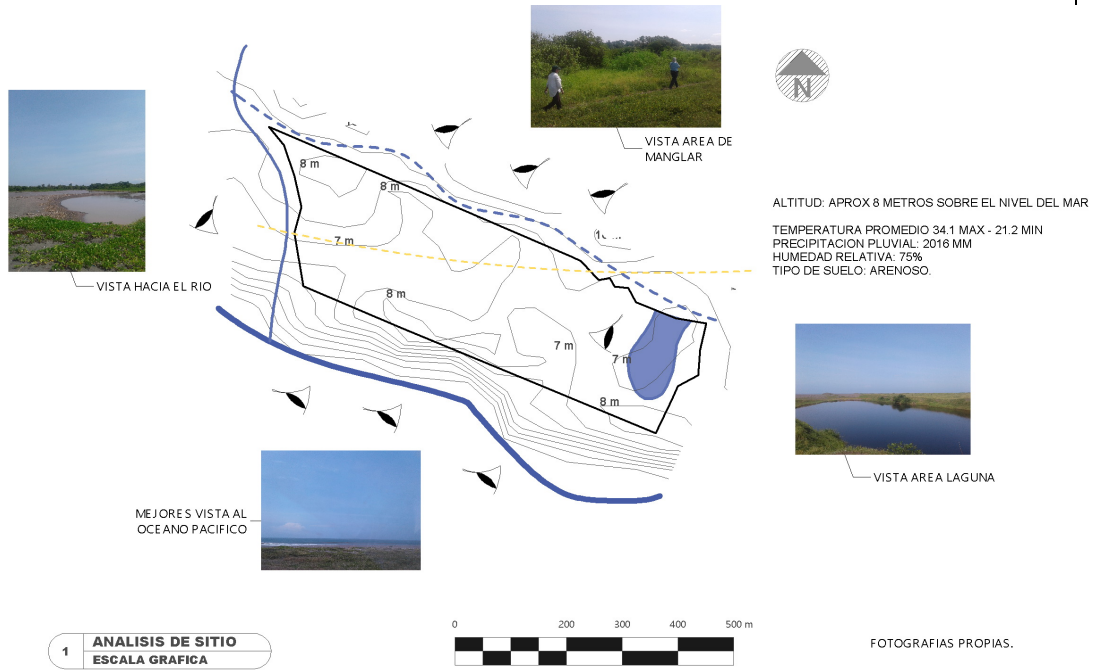 VISTA AREA DE
MANGLAR
N
ALTITUD: APROX 8 METROS SOBRE EL NIVEL DEL MAR
TEMPERATURA PROMEDIO 34.1 MAX - 21.2 MIN
PRECIPITACION PLUVIAL: 2016 MM
HUMEDAD RELATIVA: 75%
TIPO DE SUELO: ARENOSO.
8 m
8 m
7 m
8 m
7 m
7 m
8 m
VISTA HACIA EL RIO
VISTA AREA LAGUNA
MEJORES VISTA AL
OCEANO PACIFICO
1
ANALISIS DE SITIO
ESCALA GRAFICA
0 200 300 400 500 m
FOTOGRAFIAS PROPIAS.